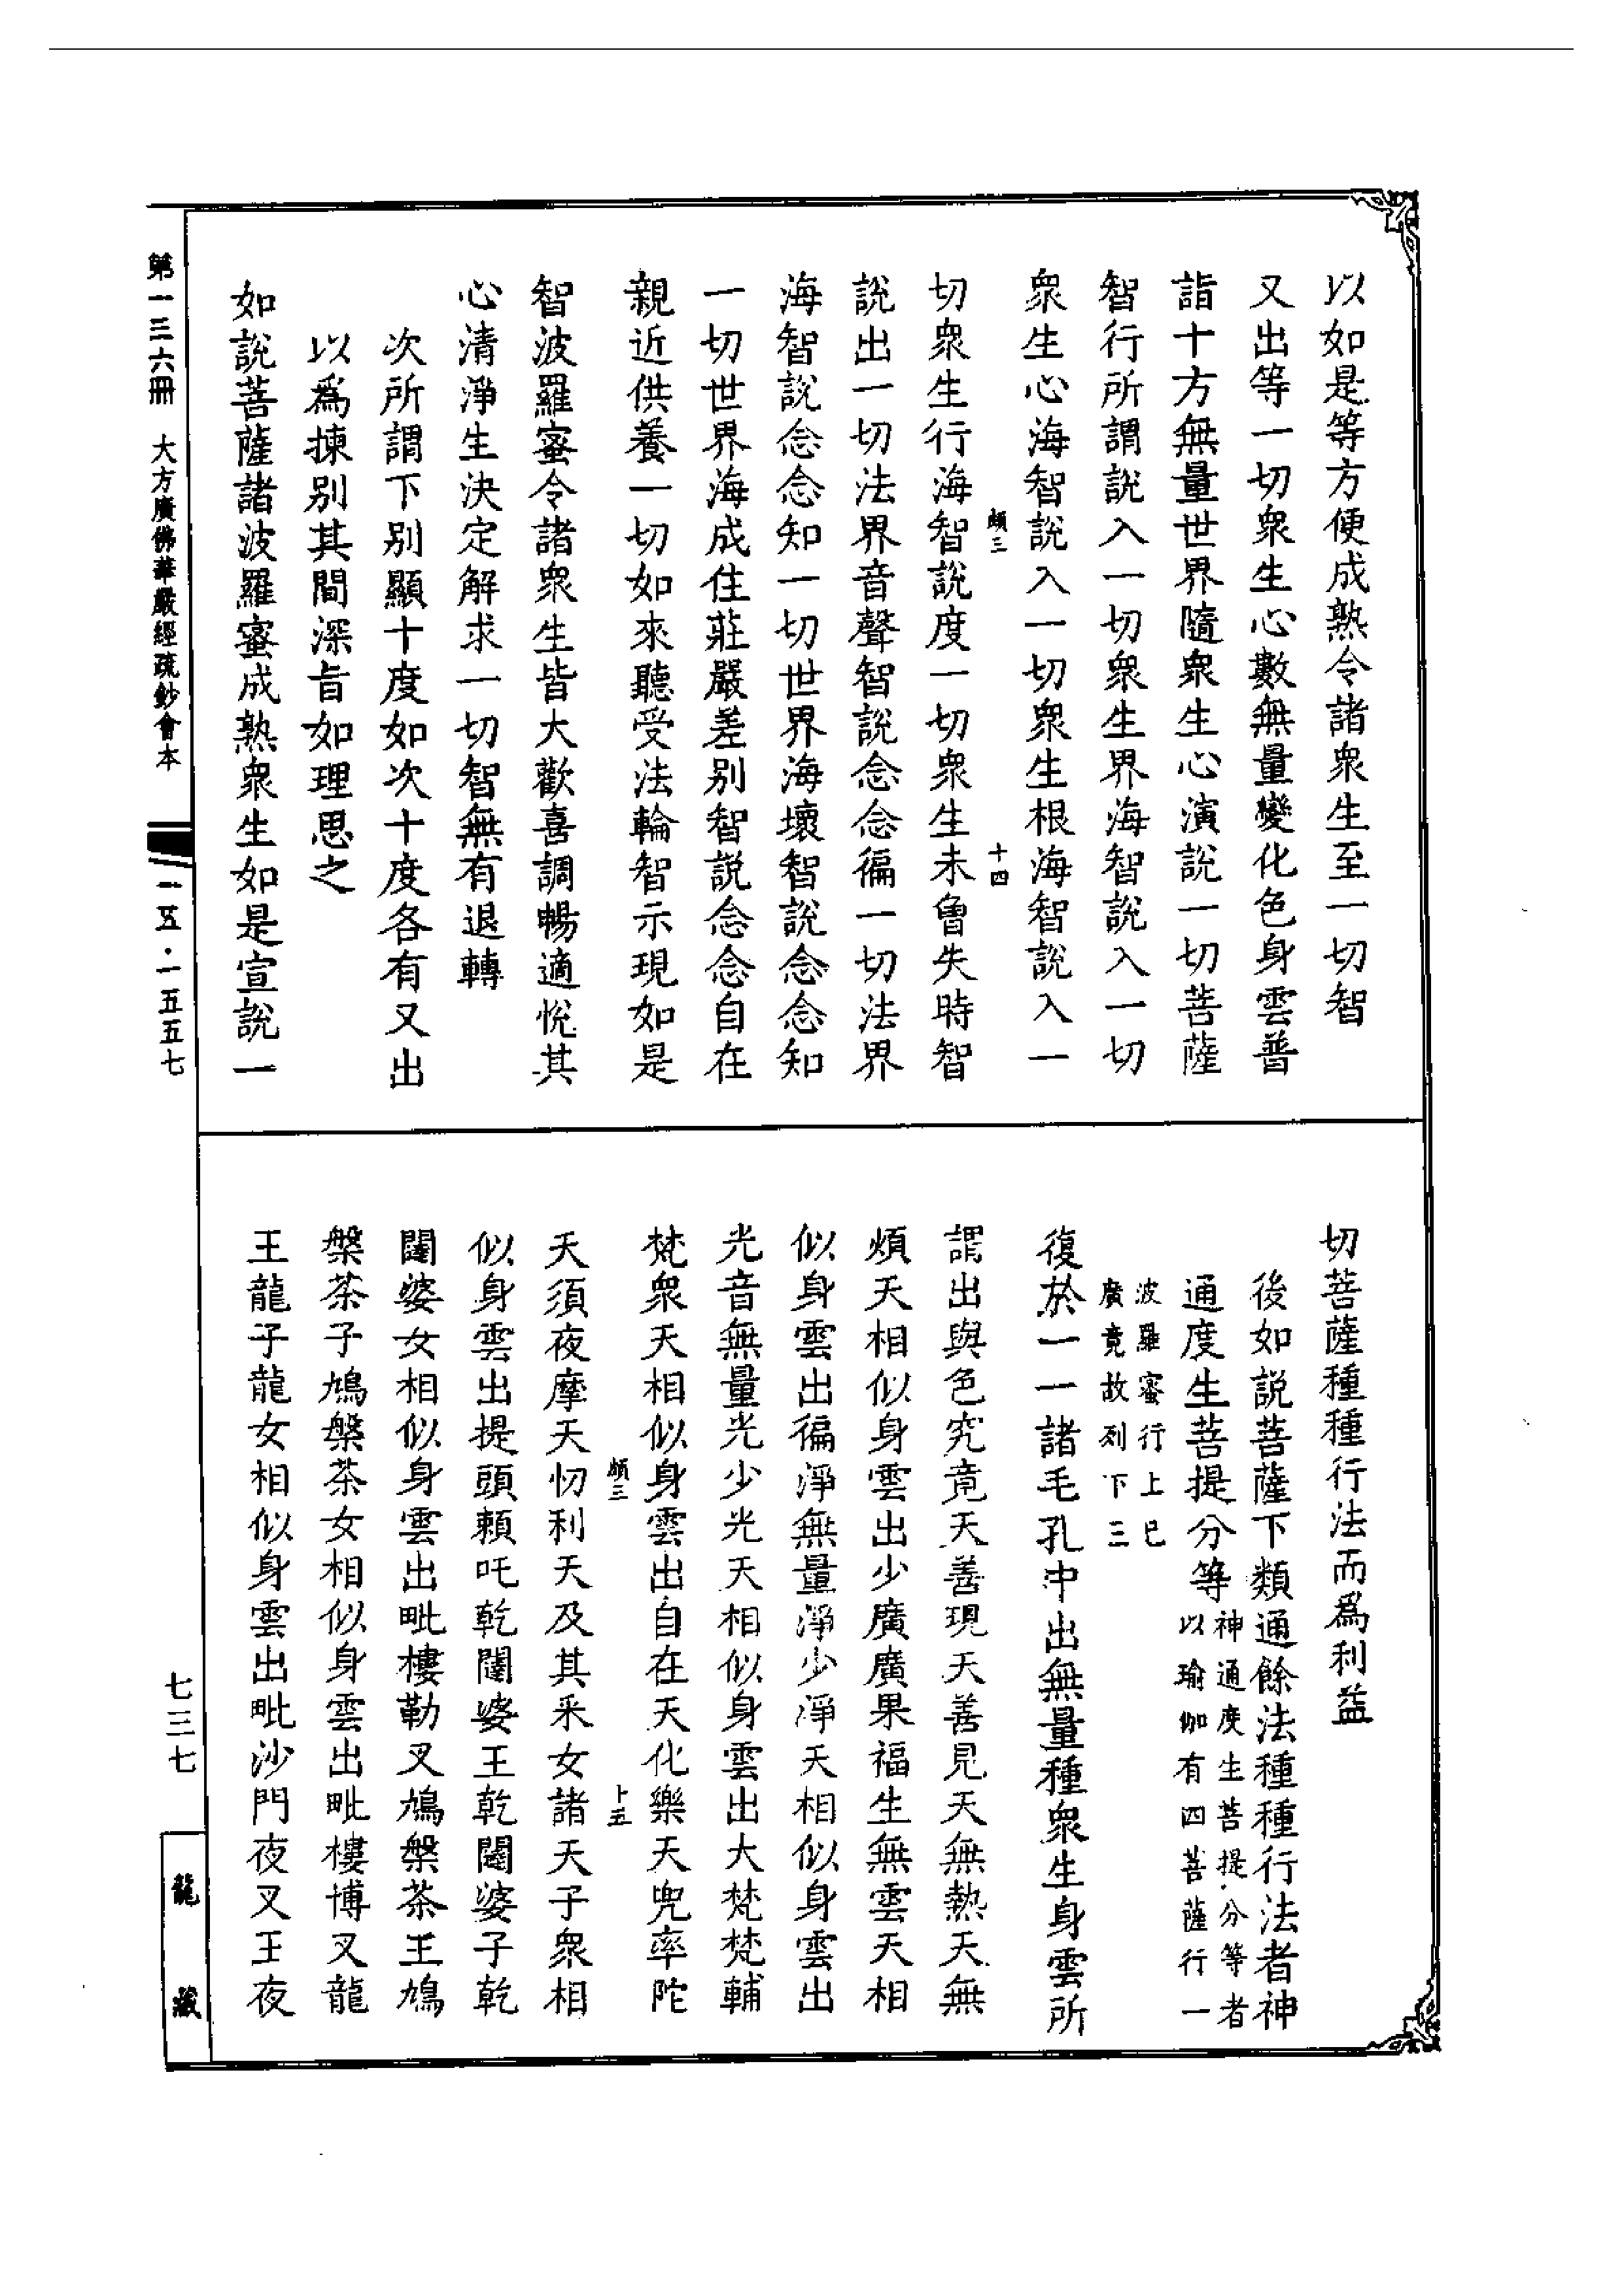 以如是等方便成熟令諸衆生至一切智
又出等一切衆生心數無量變化色身雲普
詣十方無量世界隨衆生心演說一切菩薩
智行所謂說入一切衆生界海智說入一切
衆生心海智說入一切衆生根海智說入一
頗三
十四
切衆生行海智說度一切衆生未曾失時智
說出一切法界音聲智說念念徧一切法界
海智說念念知一切世界海壞智說念念知
一切世界海成住莊嚴差別智説念念自在
親近供養一切如來聽受法輪智示現如是
智波羅蜜令諸衆生皆大歡喜調暢適悅其
心清淨生決定解求一切智無有退轉
次所謂下別顯十度如次十度各有又出
以爲揀別其間深旨如理思之
如說菩薩諸波羅蜜成熟衆生如是宣說一
切菩薩種種行法而爲利益
後如説菩薩下類通餘法種種行法者神
通度生菩提分等
神通度生菩提分等者
以瑜伽有四菩薩行一
波羅蜜行上已
廣竟故列下三
復於一一諸毛孔中出無量種衆生身雲所
謂出與色究竟天善現天善見天無熱天無
煩天相似身雲出少廣廣果福生無雲天相
似身雲出徧淨無量淨少淨天相似身雲出
光音無量光少光天相似身雲出大梵梵輔
梵衆天相似身雲出自在天化樂天兜率陀
頗三
十五
天須夜摩天忉利天及其采女諸天子衆相
似身雲出提頭賴吒乾闥婆王乾闥婆子乾
闥婆女相似身雲出毗樓勒叉鳩槃茶王鳩
槃茶子鳩槃茶女相似身雲出毗樓博叉龍
王龍子龍女相似身雲出毗沙門夜叉王夜
第一三六冊 大方廣佛華嚴經疏鈔會本
一五·一五五七
七三七
龍藏